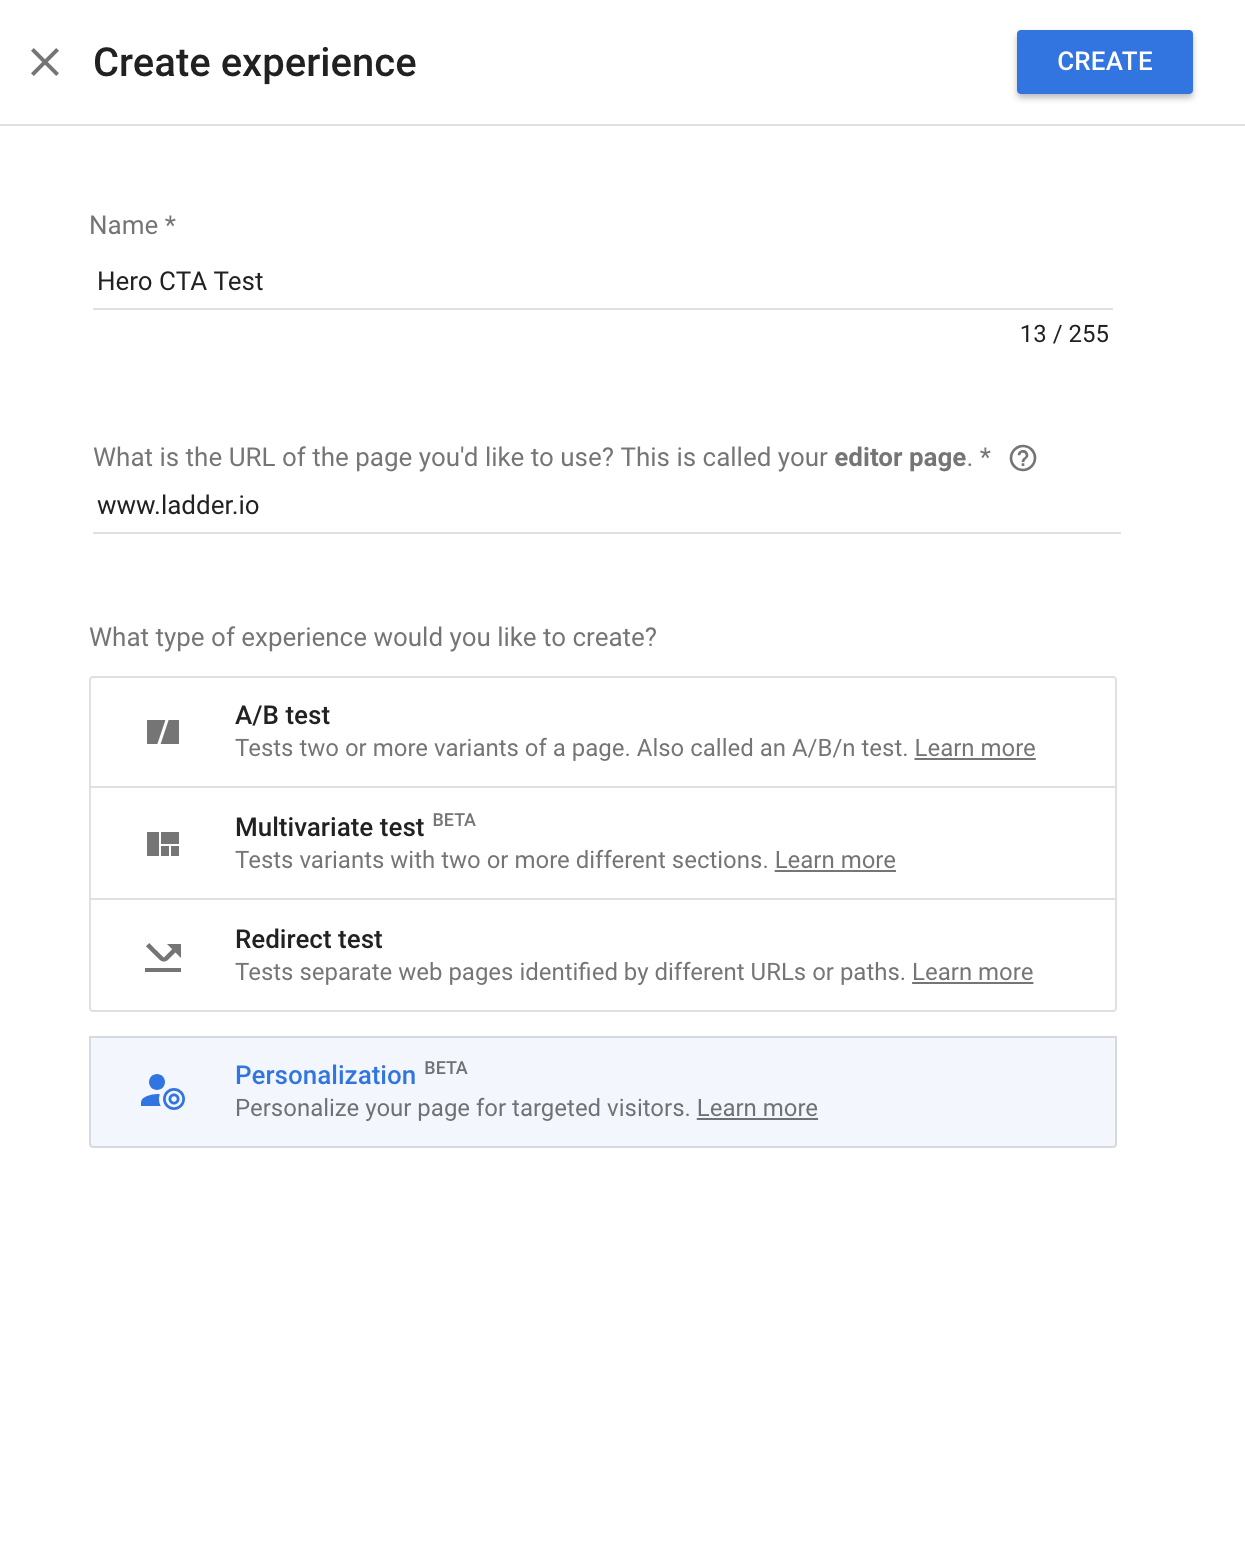 Create experience
CREATE
Name *
Hero CTA Test
13 / 255
What is the URL of the page you'd like to use? This is called your editor page. *
www.ladder.io
What type of experience would you like to create?
A/B test
Tests two or more variants of a page. Also called an A/B/n test. Learn more
Multivariate test BETA
Tests variants with two or more different sections. Learn more
Redirect test
Tests separate web pages identified by different URLs or paths. Learn more
Personalization BETA
Personalize your page for targeted visitors. Learn more